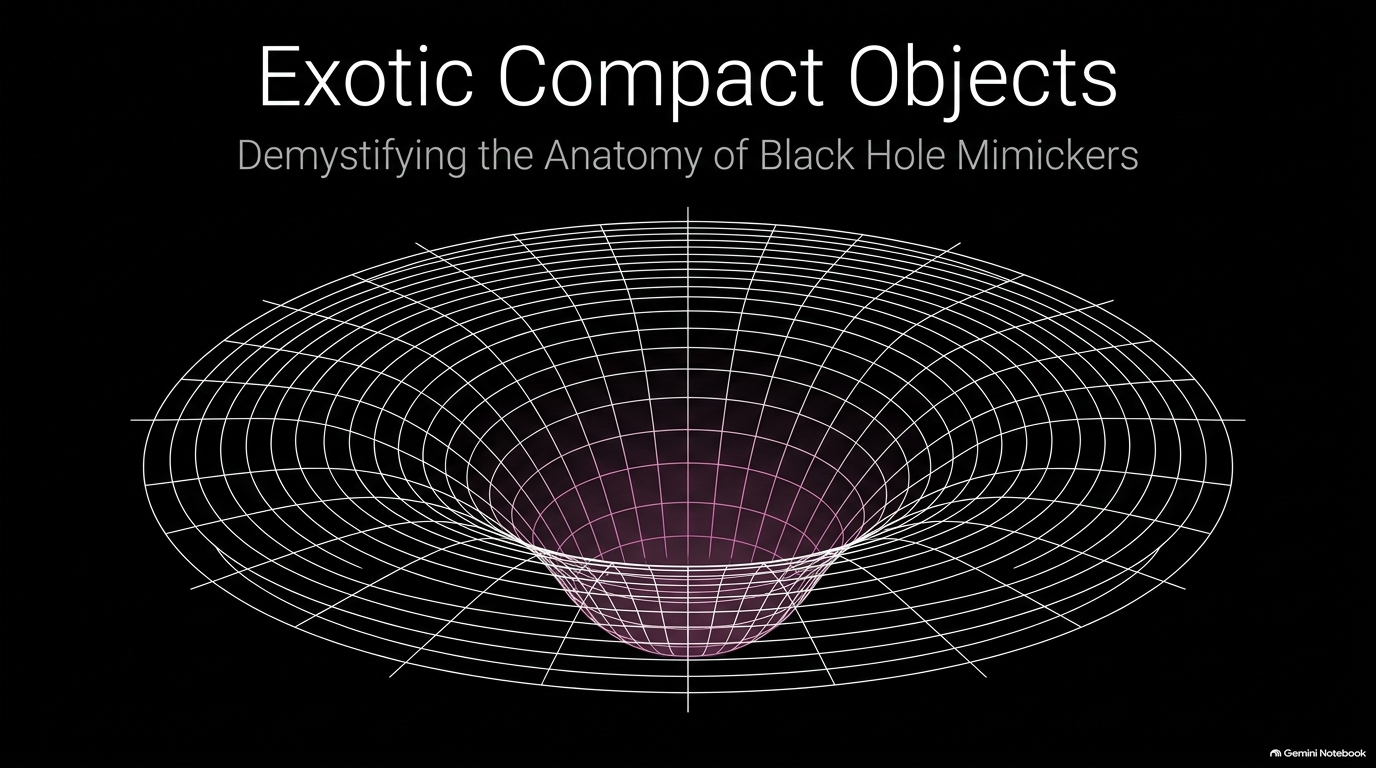 Exotic Compact Objects
Demystifying the Anatomy of Black Hole Mimickers
Gemini Notebook